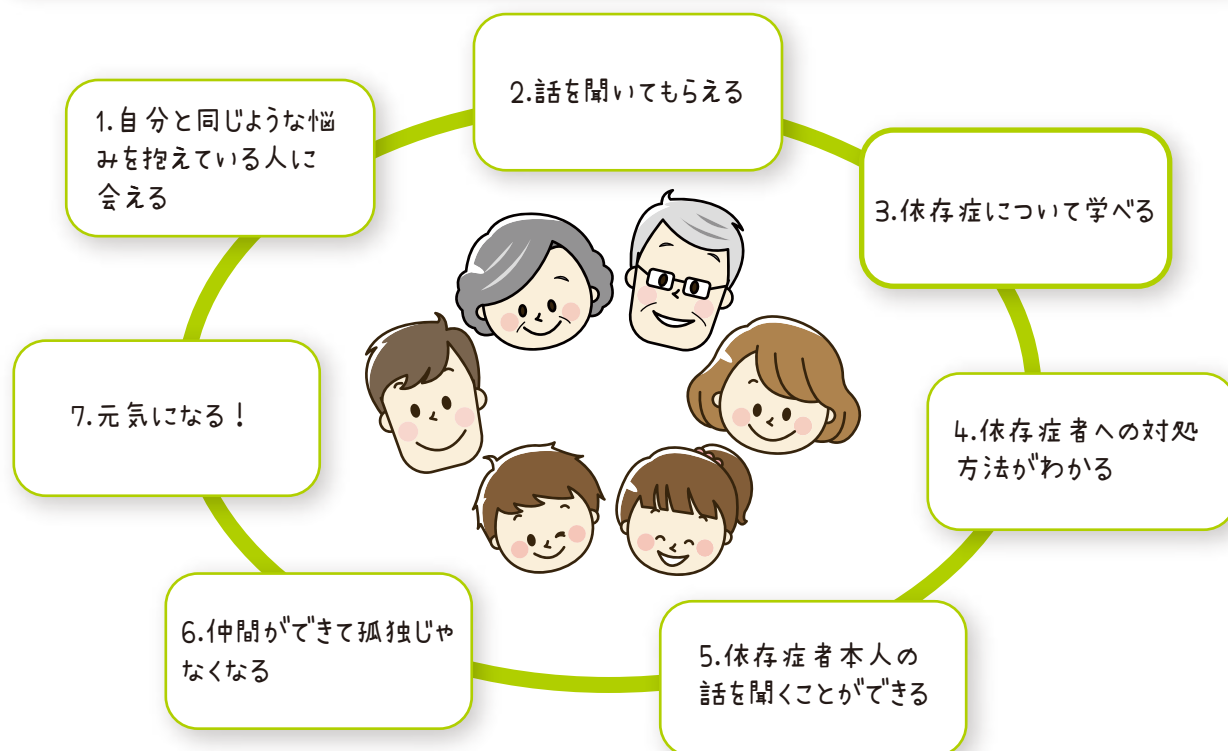 1.自分と同じような悩
みを抱えている人に
会える
2.話を聞いてもらえる
3.依存症について学べる
4.依存症者への対処
方法がわかる
5.依存症者本人の
話を聞くことができる
6.仲間ができて孤独じゃ
なくなる
7.元気になる！